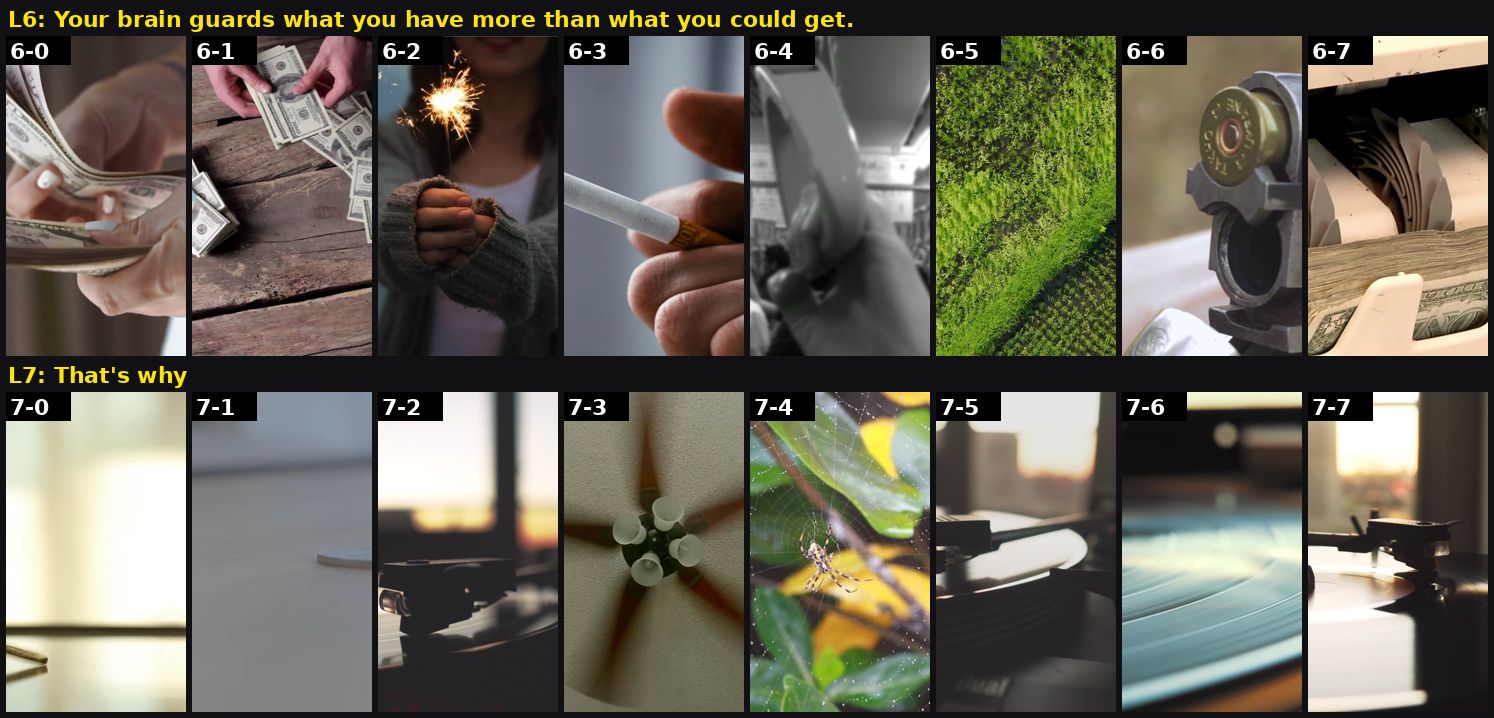 L6: Your brain guards what you have more than what you could get.
6-0 6-1 6-2 6-3 6-4 6-5 6-6 6-7
L7: That's why
7-0 7-1 7-2 7-3 7-4 7-5 7-6 7-7
Dual